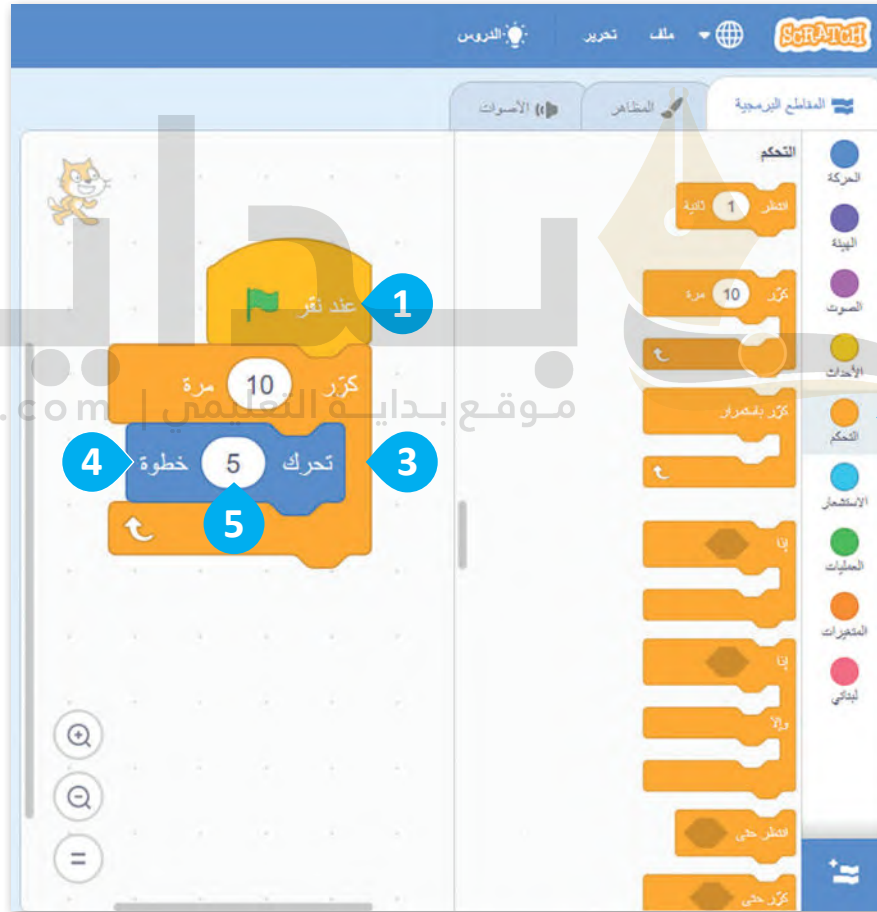 SCRATCH ملف تحرير الدروس
المقاطع البرمجية المظاهر الأصوات
الحركة
الهيئة
الصوت
الأحداث
التحكم
الاستشعار
العمليات
المتغيرات
لبناتي
التحكم
انتظر 1 ثانية
كرّر 10 مرة
كرّر باستمرار
إذا
إذا
وإلا
انتظر حتى
كرّر حتى
عند نقر 1
كرّر 10 مرة
3 تحرك 5 خطوة 4
5
بداية
موقع بداية التعليمي |
.com